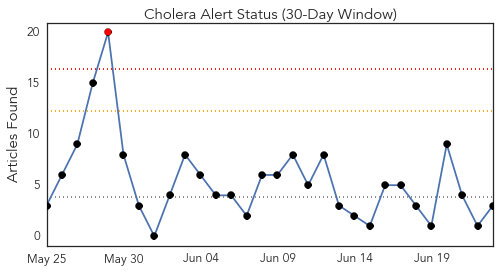 Cholera Alert Status (30-Day Window)
Articles Found
20
15
10
5
0
May 25 May 30 Jun 04 Jun 09 Jun 14 Jun 19